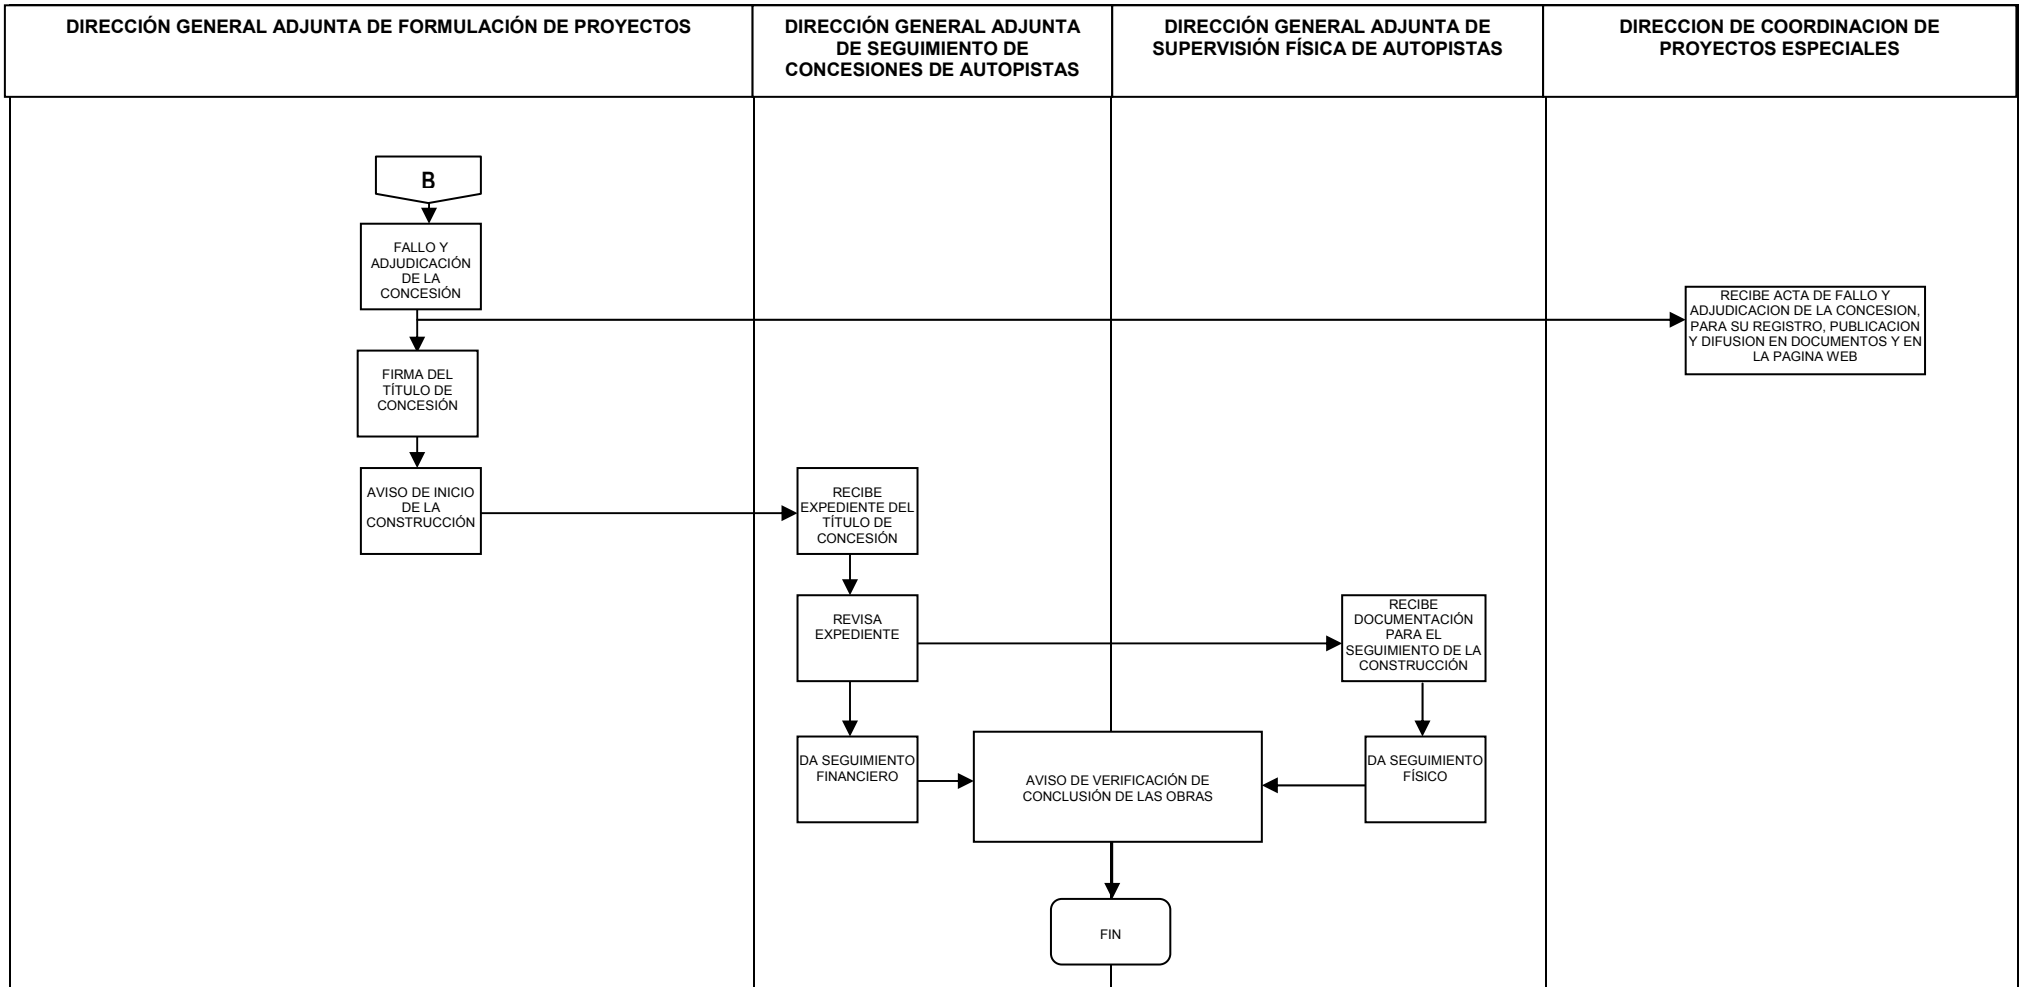 DIRECCIÓN GENERAL ADJUNTA DE FORMULACIÓN DE PROYECTOS
DIRECCIÓN GENERAL ADJUNTA
DE SEGUIMIENTO DE
CONCESIONES DE AUTOPISTAS
DIRECCIÓN GENERAL ADJUNTA DE
SUPERVISIÓN FÍSICA DE AUTOPISTAS
DIRECCION DE COORDINACION DE
PROYECTOS ESPECIALES
B
FALLO Y
ADJUDICACIÓN
DE LA
CONCESIÓN
RECIBE ACTA DE FALLO Y
ADJUDICACION DE LA CONCESION,
PARA SU REGISTRO, PUBLICACION
Y DIFUSION EN DOCUMENTOS Y EN
LA PAGINA WEB
FIRMA DEL
TÍTULO DE
CONCESIÓN
AVISO DE INICIO
DE LA
CONSTRUCCIÓN
RECIBE
EXPEDIENTE DEL
TÍTULO DE
CONCESIÓN
REVISA
EXPEDIENTE
RECIBE
DOCUMENTACIÓN
PARA EL
SEGUIMIENTO DE LA
CONSTRUCCIÓN
DA SEGUIMIENTO
FINANCIERO
AVISO DE VERIFICACIÓN DE
CONCLUSIÓN DE LAS OBRAS
DA SEGUIMIENTO
FÍSICO
FIN